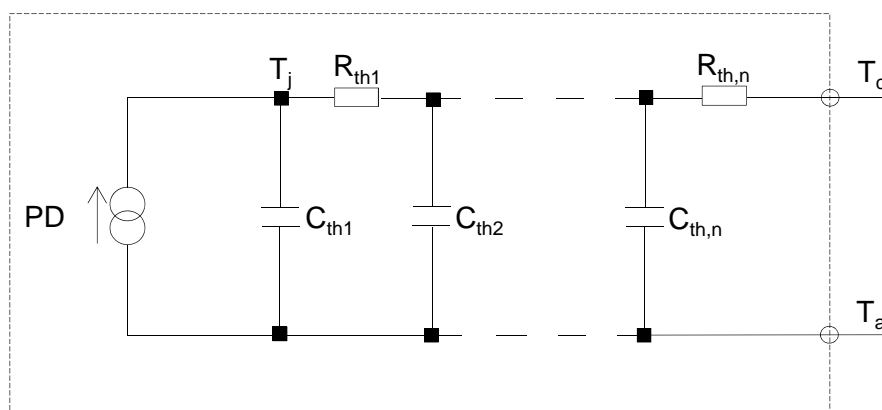 T_j
R_th1
R_th,n
T_c
PD
C_th1
C_th2
C_th,n
T_a